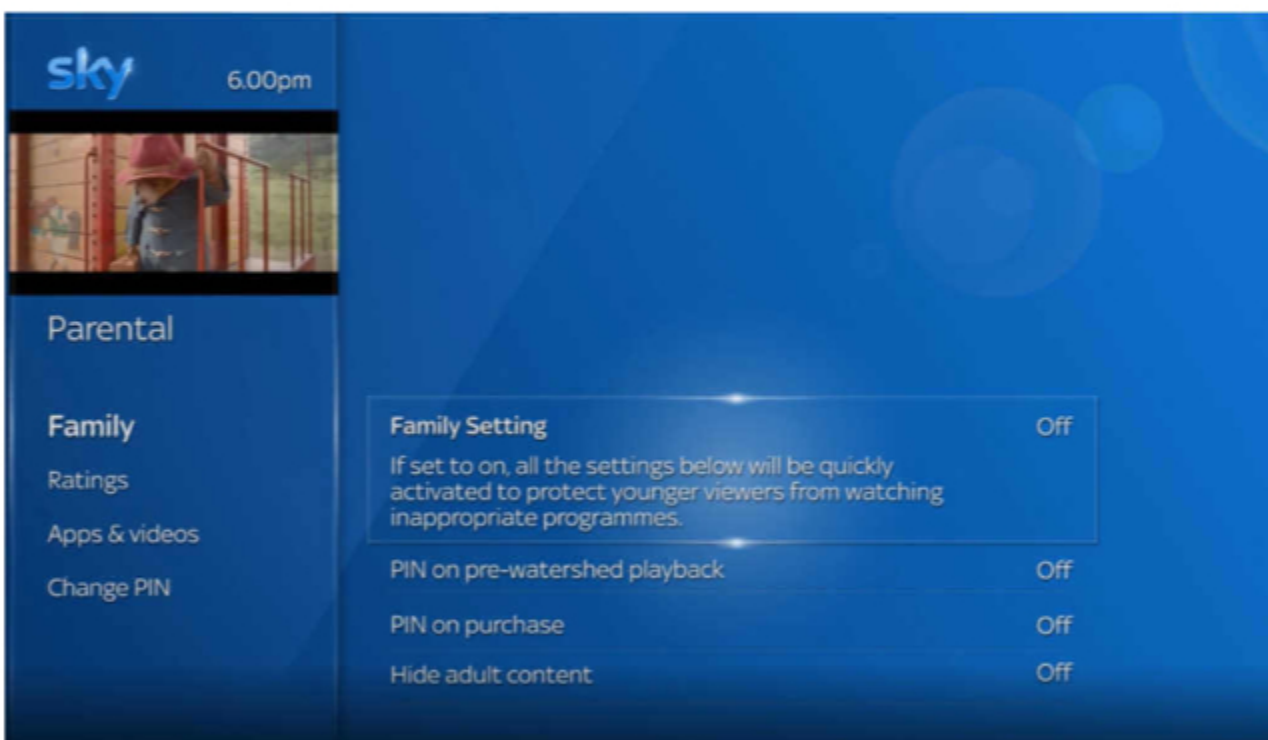 sky
6.00pm
Parental
Family
Ratings
Apps & videos
Change PIN
Family Setting Off
If set to on, all the settings below will be quickly
activated to protect younger viewers from watching
inappropriate programmes.
PIN on pre-watershed playback Off
PIN on purchase Off
Hide adult content Off